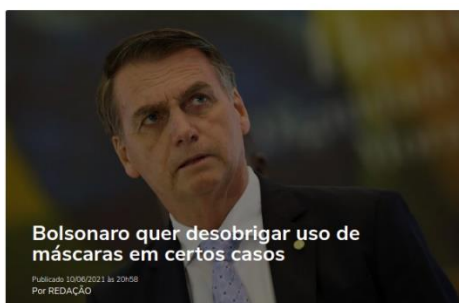 Bolsonaro quer desobrigar uso de
máscaras em certos casos
Publicado 10/06/2021 às 20h58
Por REDAÇÃO